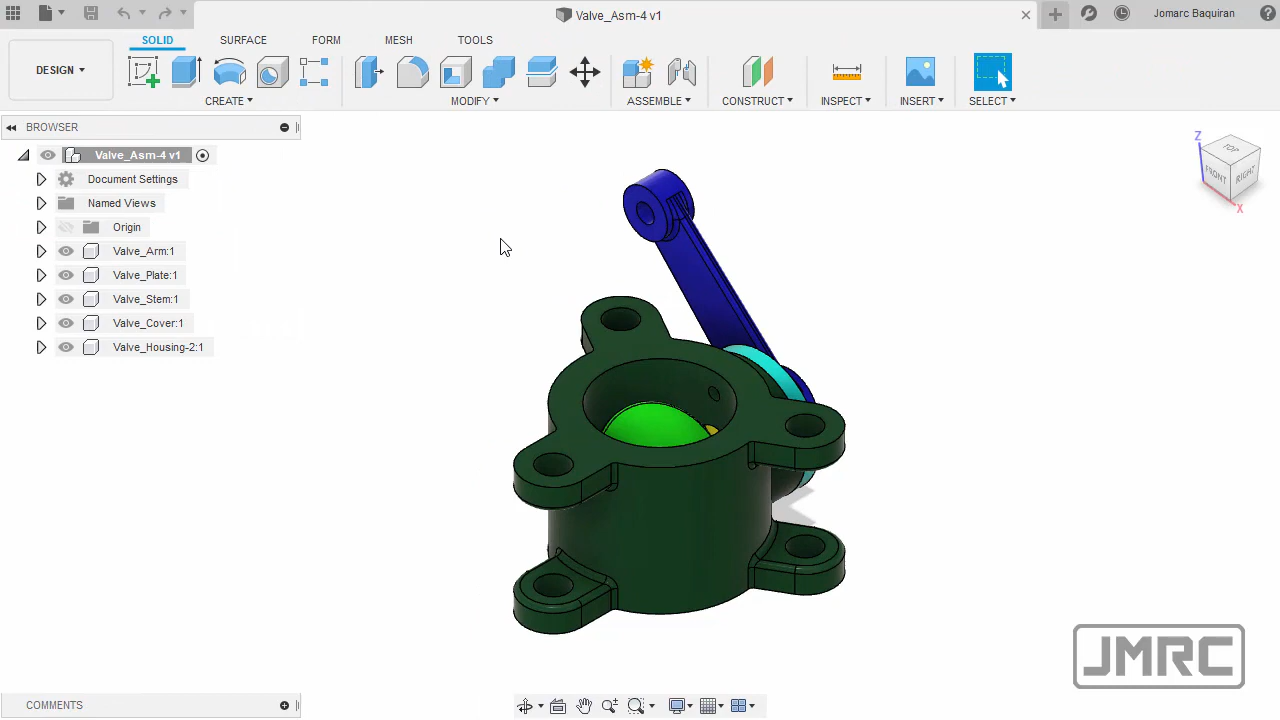 Valve_Asm-4 v1
Jomarc Baquiran
DESIGN
SOLID
SURFACE
FORM
MESH
TOOLS
CREATE
MODIFY
ASSEMBLE
CONSTRUCT
INSPECT
INSERT
SELECT
BROWSER
Valve_Asm-4 v1
Document Settings
Named Views
Origin
Valve_Arm:1
Valve_Plate:1
Valve_Stem:1
Valve_Cover:1
Valve_Housing-2:1
Z
TOP
FRONT
RIGHT
X
JMRC
COMMENTS